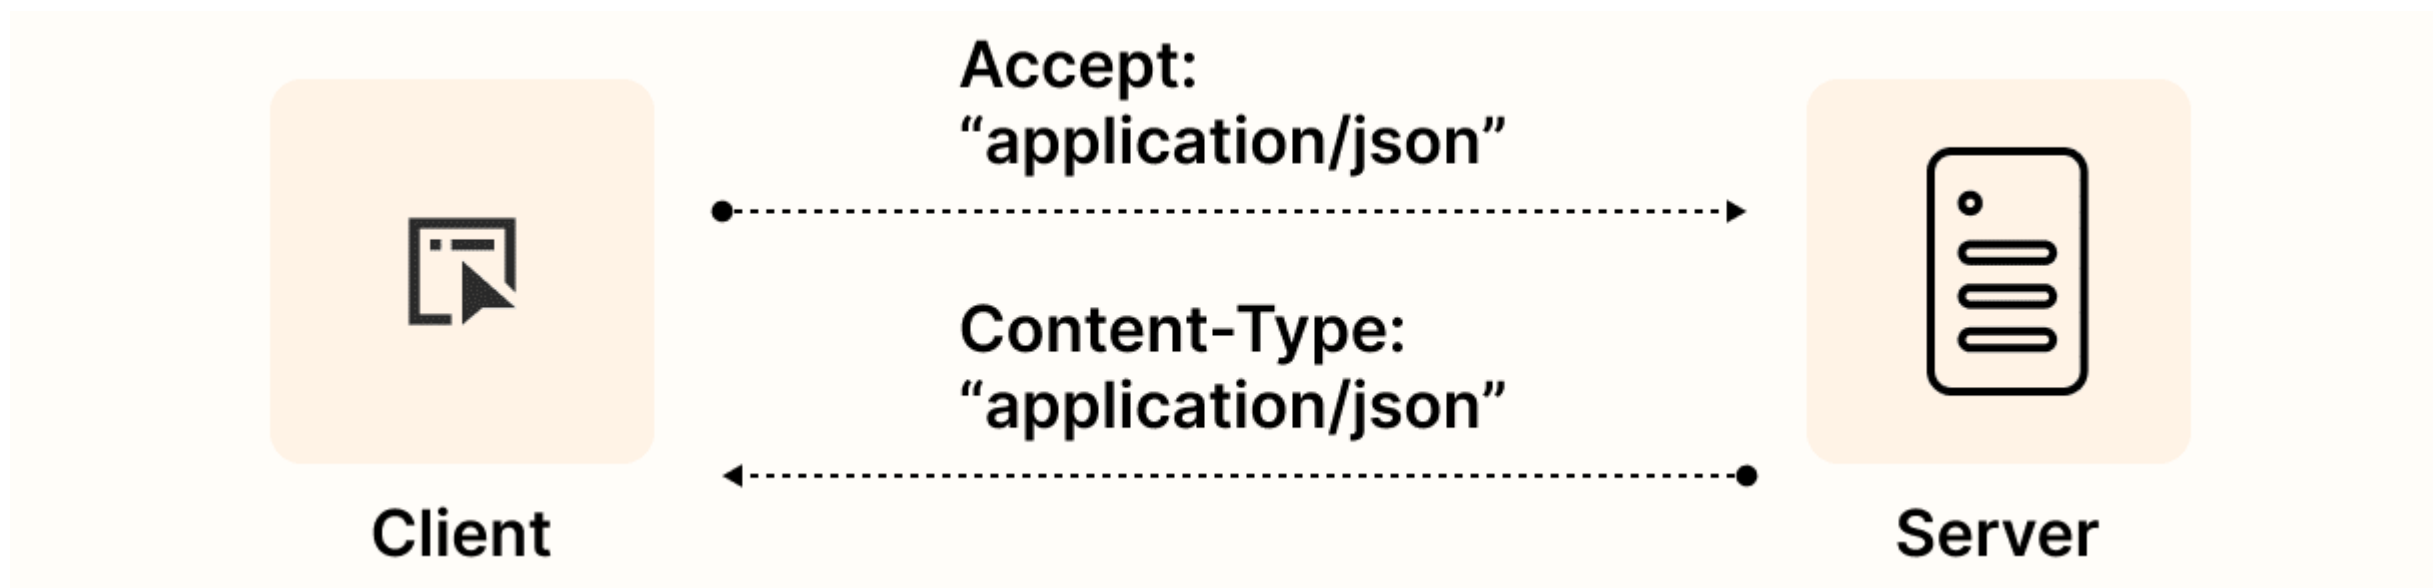 Accept:
“application/json”
Content-Type:
“application/json”
Client
Server